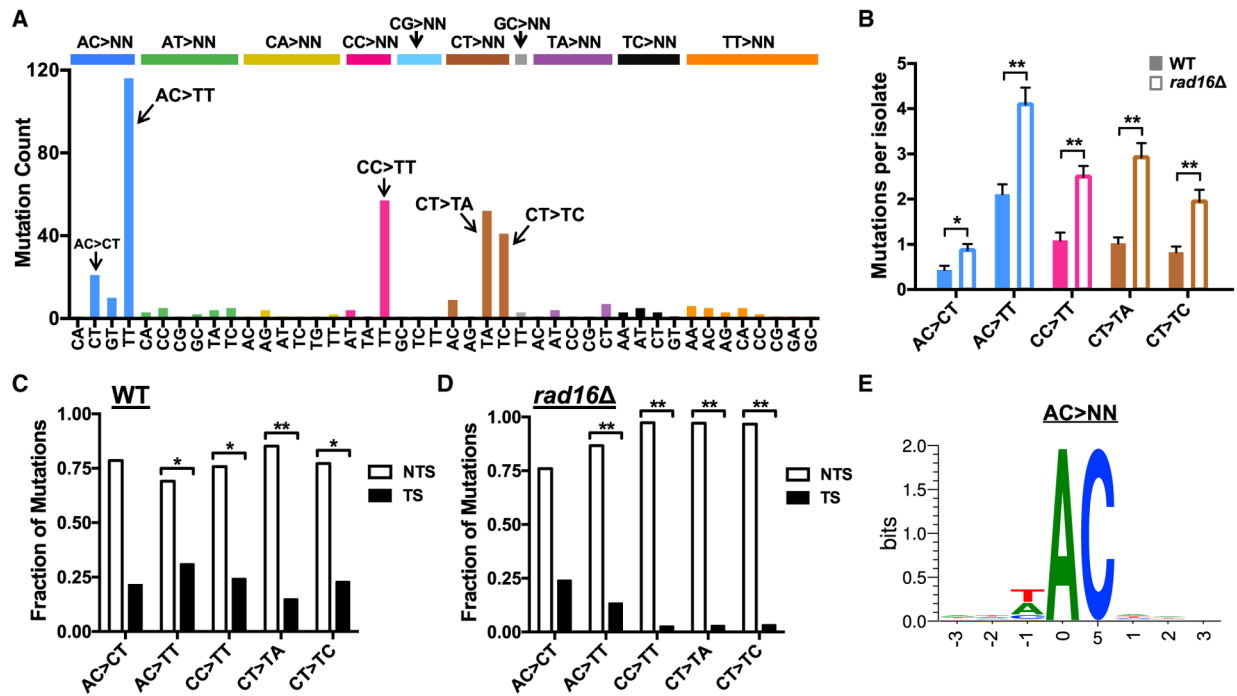 A
CG>NN GC>NN
AC>NN AT>NN CA>NN CC>NN CT>NN TA>NN TC>NN TT>NN
120
80
40
0
Mutation Count
AC>TT
CC>TT
CT>TA
CT>TC
AC>CT
CA CT GT TT CA CC CG GC TA TC AC AG AT TC TG TT AT TA TT GC TC TT AC AG TA TC TT AC AT CC CG CT AA AT CT GT AA AC AG CA CC CG GA GC
B
Mutations per isolate
5
4
3
2
1
0
WT
rad16Δ
* ** ** ** **
AC>CT AC>TT CC>TT CT>TA CT>TC
C
WT
Fraction of Mutations
1.00
0.75
0.50
0.25
0.00
* * ** *
NTS
TS
AC>CT AC>TT CC>TT CT>TA CT>TC
D
rad16Δ
Fraction of Mutations
1.00
0.75
0.50
0.25
0.00
** ** ** **
NTS
TS
AC>CT AC>TT CC>TT CT>TA CT>TC
E
AC>NN
bits
2.0
1.5
1.0
0.5
0.0
T
A
C
A C
-3 -2 -1 0 5 1 2 3